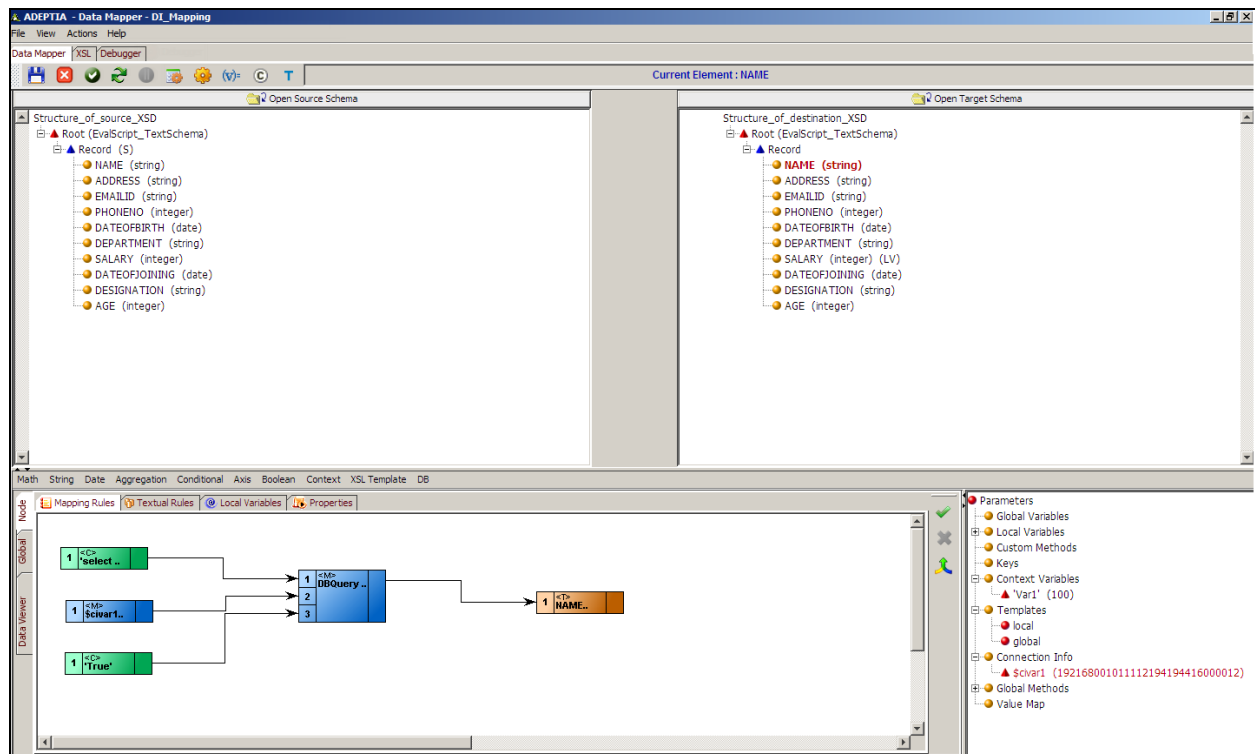 ADEPTIA - Data Mapper - DI_Mapping
File View Actions Help
Data Mapper XSL Debugger
(v)= © T Current Element : NAME
Open Source Schema
Structure_of_source_XSD
Root (EvalScript_TextSchema)
Record (S)
NAME (string)
ADDRESS (string)
EMAILID (string)
PHONENO (integer)
DATEOFBIRTH (date)
DEPARTMENT (string)
SALARY (integer)
DATEOFJOINING (date)
DESIGNATION (string)
AGE (integer)
Open Target Schema
Structure_of_destination_XSD
Root (EvalScript_TextSchema)
Record
NAME (string)
ADDRESS (string)
EMAILID (string)
PHONENO (integer)
DATEOFBIRTH (date)
DEPARTMENT (string)
SALARY (integer) (LV)
DATEOFJOINING (date)
DESIGNATION (string)
AGE (integer)
Math String Date Aggregation Conditional Axis Boolean Context XSL Template DB
Node
Global
Data Viewer
Mapping Rules Textual Rules Local Variables Properties
1 <C> 'select ..
1 <M> $civar1..
1 <C> 'True'
1 <M> DBQuery ..
2
3
1 <T> NAME..
Parameters
Global Variables
Local Variables
Custom Methods
Keys
Context Variables
'Var1' (100)
Templates
local
global
Connection Info
$civar1 (192168001011112194194416000012)
Global Methods
Value Map